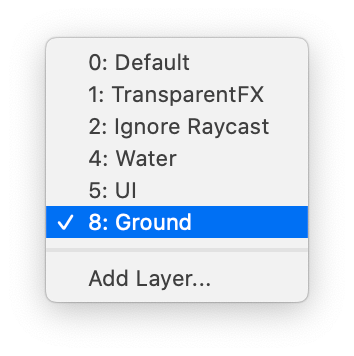 0: Default
1: TransparentFX
2: Ignore Raycast
4: Water
5: UI
✓ 8: Ground
Add Layer...